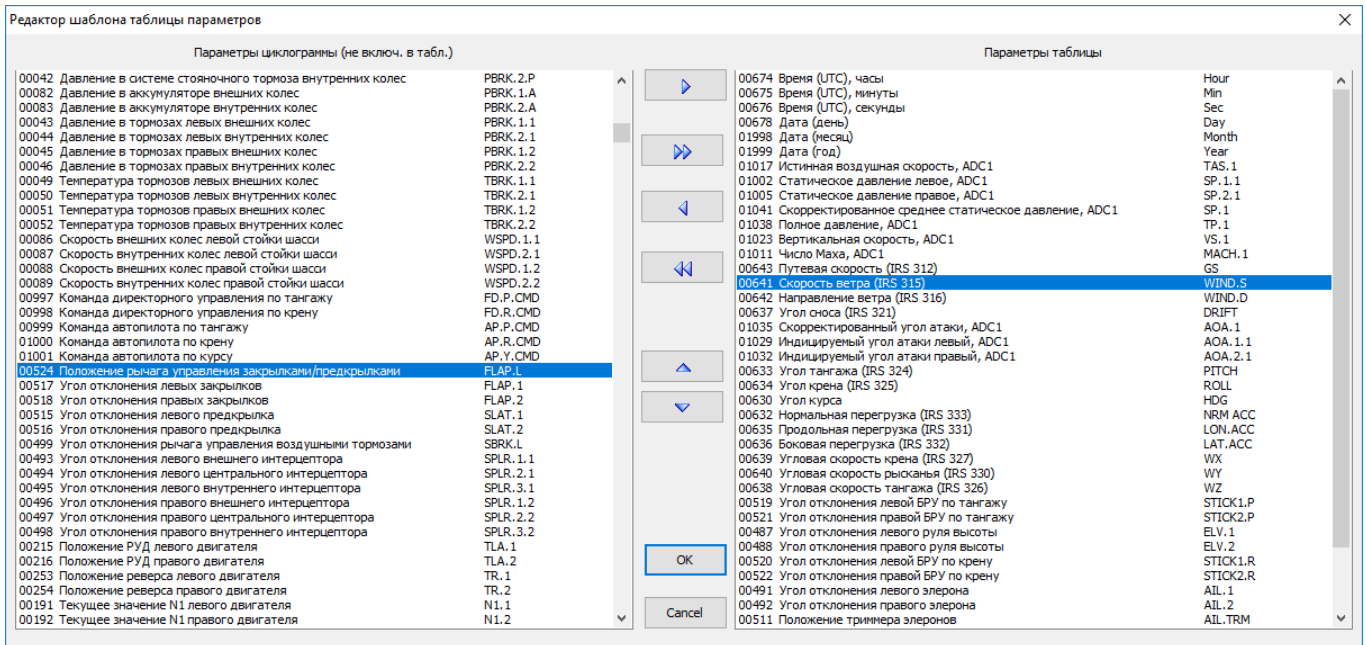 Редактор шаблона таблицы параметров
Параметры циклограммы (не включ. в табл.)
00042 Давление в системе стояночного тормоза внутренних колес PBRK.2.P
00082 Давление в аккумуляторе внешних колес PBRK.1.A
00083 Давление в аккумуляторе внутренних колес PBRK.2.A
00043 Давление в тормозах левых внешних колес PBRK.1.1
00044 Давление в тормозах левых внутренних колес PBRK.2.1
00045 Давление в тормозах правых внешних колес PBRK.1.2
00046 Давление в тормозах правых внутренних колес PBRK.2.2
00049 Температура тормозов левых внешних колес TBRK.1.1
00050 Температура тормозов левых внутренних колес TBRK.2.1
00051 Температура тормозов правых внешних колес TBRK.1.2
00052 Температура тормозов правых внутренних колес TBRK.2.2
00086 Скорость внешних колес левой стойки шасси WSPD.1.1
00087 Скорость внутренних колес левой стойки шасси WSPD.2.1
00088 Скорость внешних колес правой стойки шасси WSPD.1.2
00089 Скорость внутренних колес правой стойки шасси WSPD.2.2
00997 Команда директорного управления по тангажу FD.P.CMD
00998 Команда директорного управления по крену FD.R.CMD
00999 Команда автопилота по тангажу AP.P.CMD
01000 Команда автопилота по крену AP.R.CMD
01001 Команда автопилота по курсу AP.Y.CMD
00524 Положение рычага управления закрылками/предкрылками FLAP.L
00517 Угол отклонения левых закрылков FLAP.1
00518 Угол отклонения правых закрылков FLAP.2
00515 Угол отклонения левого предкрылка SLAT.1
00516 Угол отклонения правого предкрылка SLAT.2
00499 Угол отклонения рычага управления воздушными тормозами SBRK.L
00493 Угол отклонения левого внешнего интерцептора SPLR.1.1
00494 Угол отклонения левого центрального интерцептора SPLR.2.1
00495 Угол отклонения левого внутреннего интерцептора SPLR.3.1
00496 Угол отклонения правого внешнего интерцептора SPLR.1.2
00497 Угол отклонения правого центрального интерцептора SPLR.2.2
00498 Угол отклонения правого внутреннего интерцептора SPLR.3.2
00215 Положение РУД левого двигателя TLA.1
00216 Положение РУД правого двигателя TLA.2
00253 Положение реверса левого двигателя TR.1
00254 Положение реверса правого двигателя TR.2
00191 Текущее значение N1 левого двигателя N1.1
00192 Текущее значение N1 правого двигателя N1.2
OK
Cancel
Параметры таблицы
00674 Время (UTC), часы Hour
00675 Время (UTC), минуты Min
00676 Время (UTC), секунды Sec
00678 Дата (день) Day
01998 Дата (месяц) Month
01999 Дата (год) Year
01017 Истинная воздушная скорость, ADC1 TAS.1
01002 Статическое давление левое, ADC1 SP.1.1
01005 Статическое давление правое, ADC1 SP.2.1
01041 Скорректированное среднее статическое давление, ADC1 SP.1
01038 Полное давление, ADC1 TP.1
01023 Вертикальная скорость, ADC1 VS.1
01011 Число Маха, ADC1 MACH.1
00643 Путевая скорость (IRS 312) GS
00641 Скорость ветра (IRS 315) WIND.S
00642 Направление ветра (IRS 316) WIND.D
00637 Угол сноса (IRS 321) DRIFT
01035 Скорректированный угол атаки, ADC1 AOA.1
01029 Индицируемый угол атаки левый, ADC1 AOA.1.1
01032 Индицируемый угол атаки правый, ADC1 AOA.2.1
00633 Угол тангажа (IRS 324) PITCH
00634 Угол крена (IRS 325) ROLL
00630 Угол курса HDG
00632 Нормальная перегрузка (IRS 333) NRM ACC
00635 Продольная перегрузка (IRS 331) LON.ACC
00636 Боковая перегрузка (IRS 332) LAT.ACC
00639 Угловая скорость крена (IRS 327) WX
00640 Угловая скорость рысканья (IRS 330) WY
00638 Угловая скорость тангажа (IRS 326) WZ
00519 Угол отклонения левой БРУ по тангажу STICK1.P
00521 Угол отклонения правой БРУ по тангажу STICK2.P
00487 Угол отклонения левого руля высоты ELV.1
00488 Угол отклонения правого руля высоты ELV.2
00520 Угол отклонения левой БРУ по крену STICK1.R
00522 Угол отклонения правой БРУ по крену STICK2.R
00491 Угол отклонения левого элерона AIL.1
00492 Угол отклонения правого элерона AIL.2
00511 Положение триммера элеронов AIL.TRM